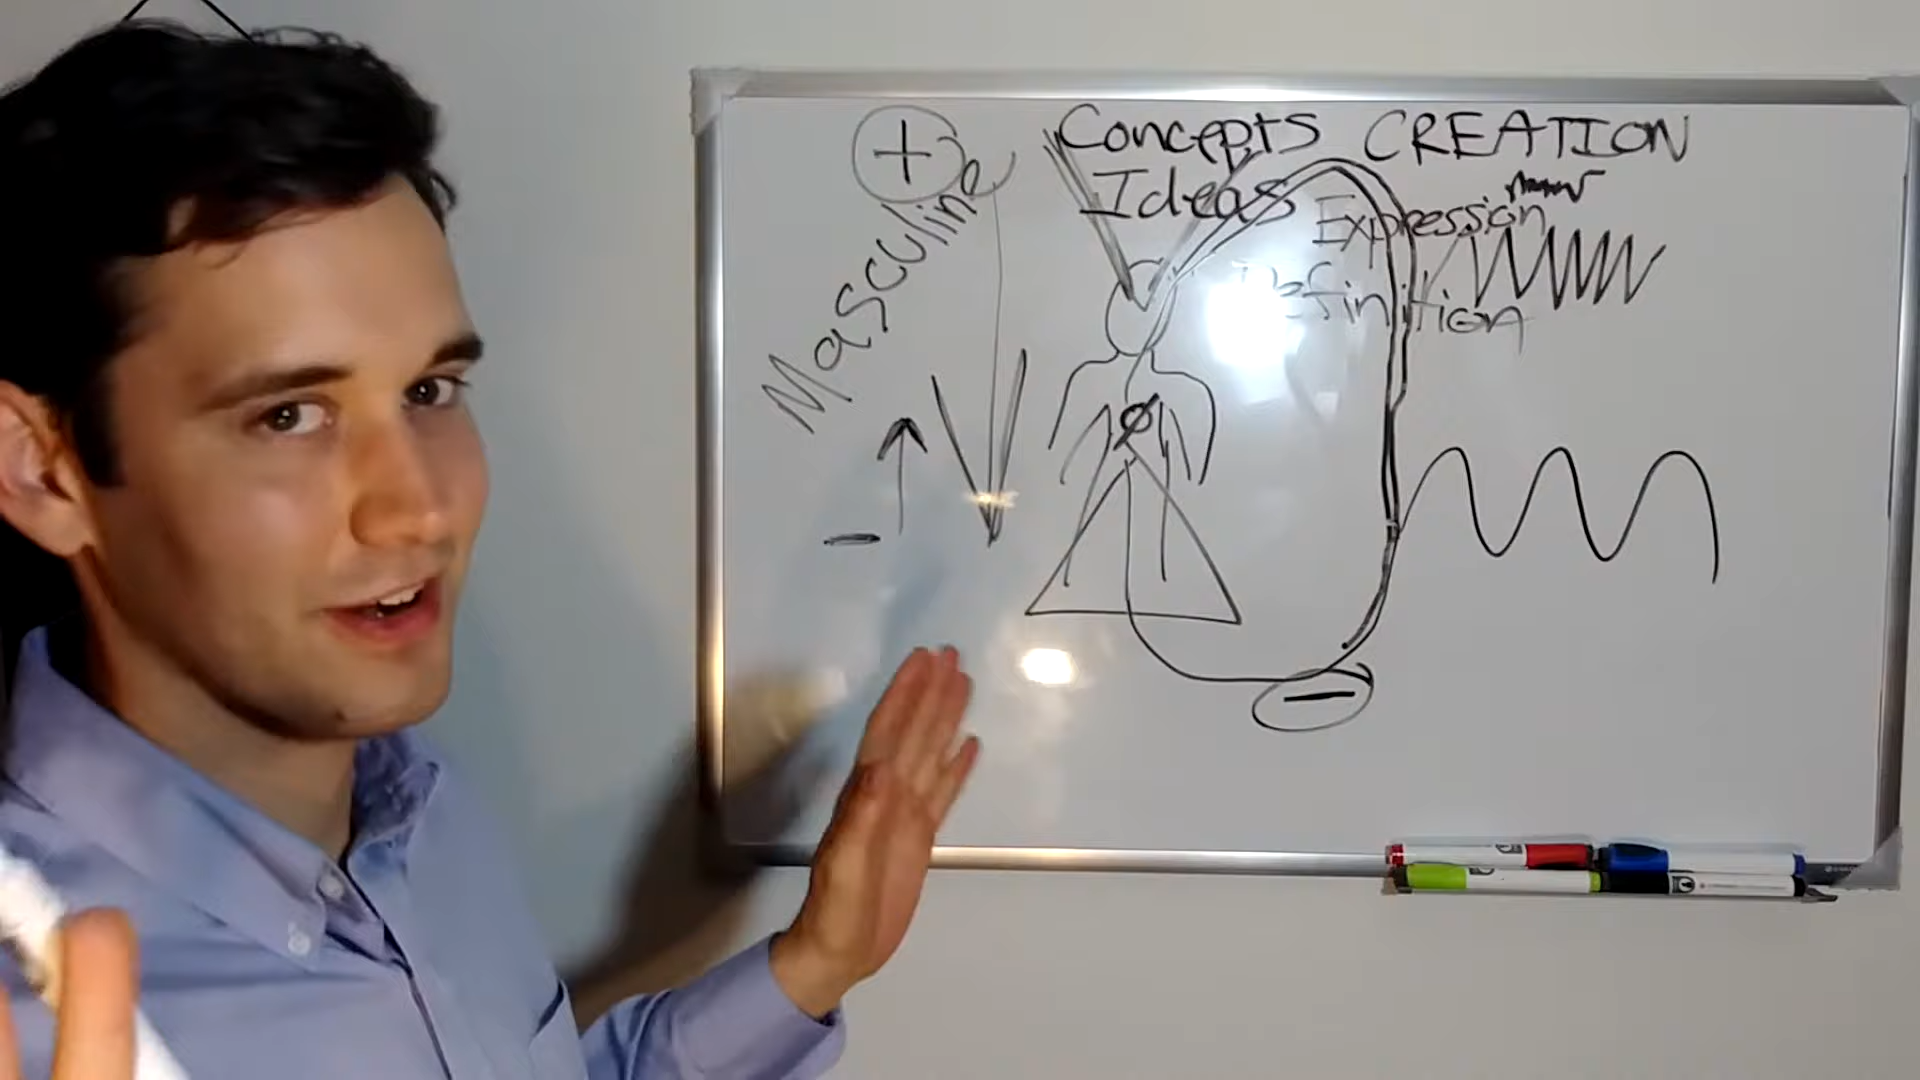 +
Concepts CREATION
Ideas
Expression
Definition
Masculine
-
-